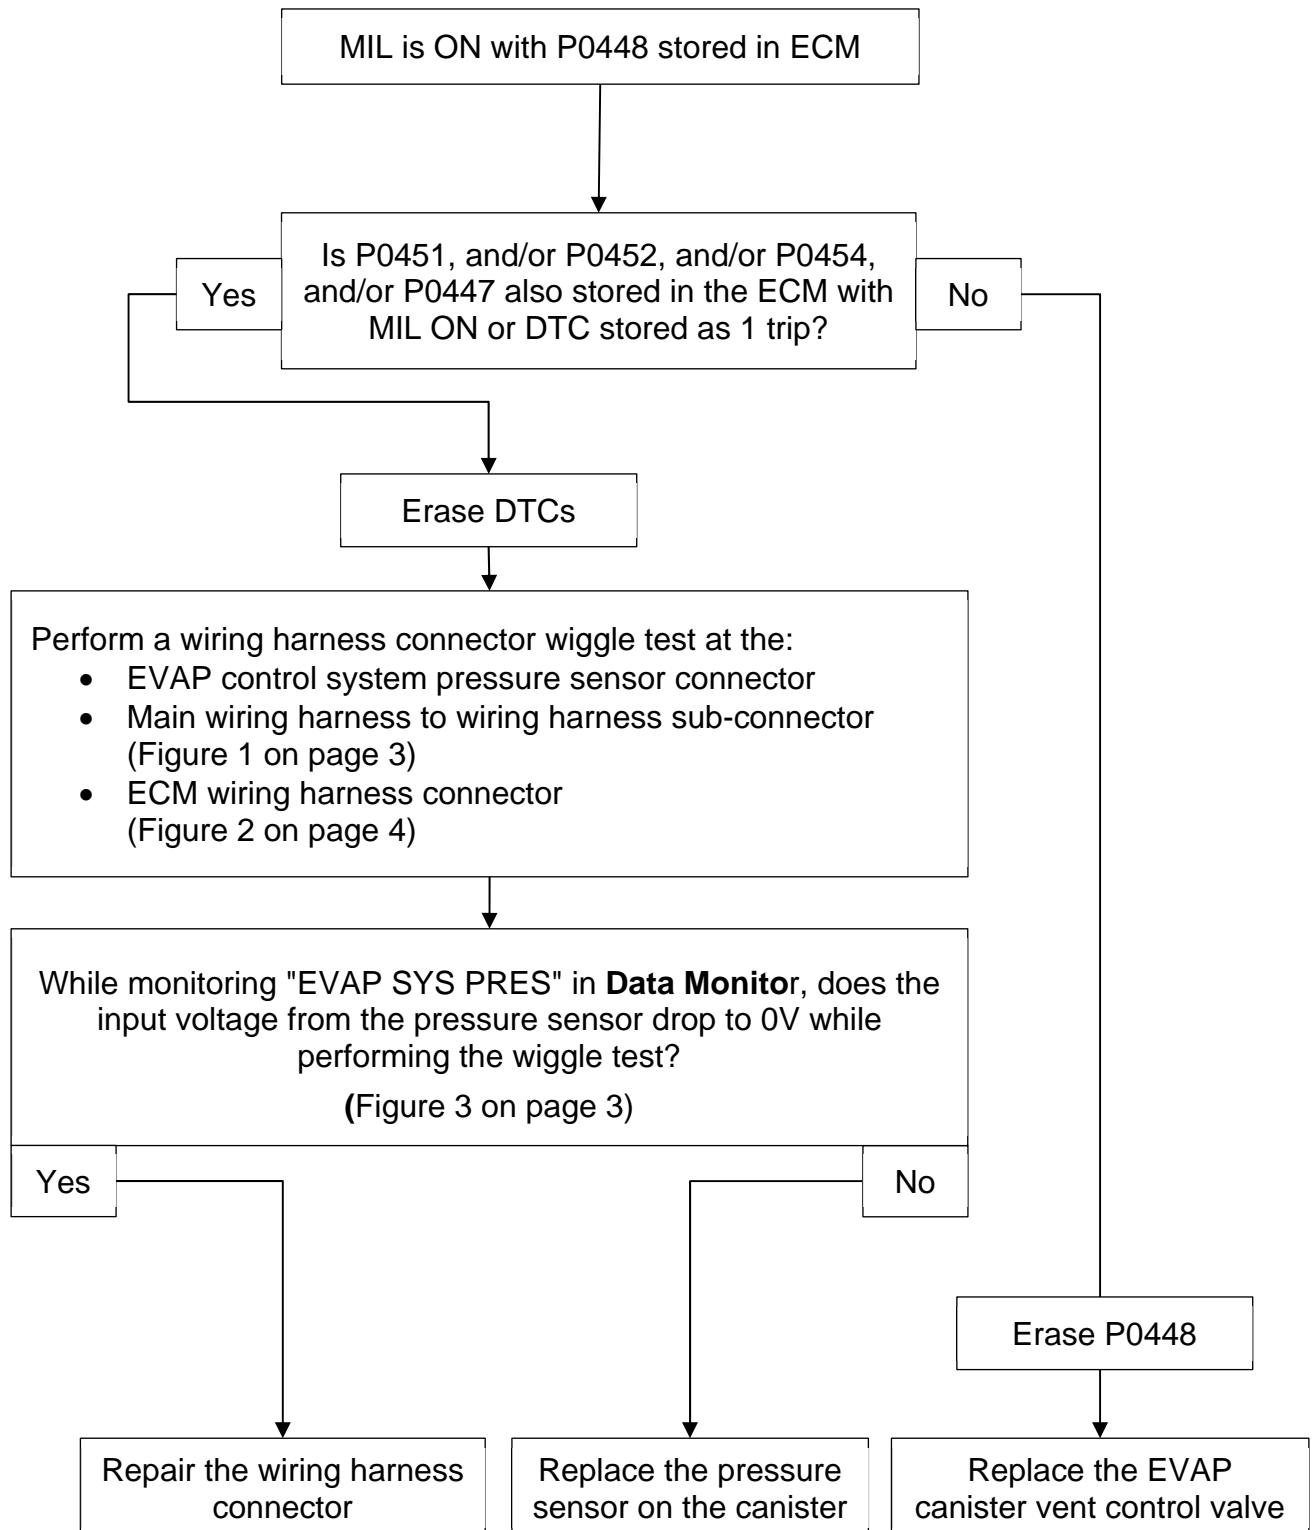 MIL is ON with P0448 stored in ECM
Is P0451, and/or P0452, and/or P0454,
and/or P0447 also stored in the ECM with
MIL ON or DTC stored as 1 trip?
Yes
No
Erase DTCs
Perform a wiring harness connector wiggle test at the:
• EVAP control system pressure sensor connector
• Main wiring harness to wiring harness sub-connector
(Figure 1 on page 3)
• ECM wiring harness connector
(Figure 2 on page 4)
While monitoring "EVAP SYS PRES" in Data Monitor, does the
input voltage from the pressure sensor drop to 0V while
performing the wiggle test?
(Figure 3 on page 3)
Yes
No
Erase P0448
Repair the wiring harness
connector
Replace the pressure
sensor on the canister
Replace the EVAP
canister vent control valve